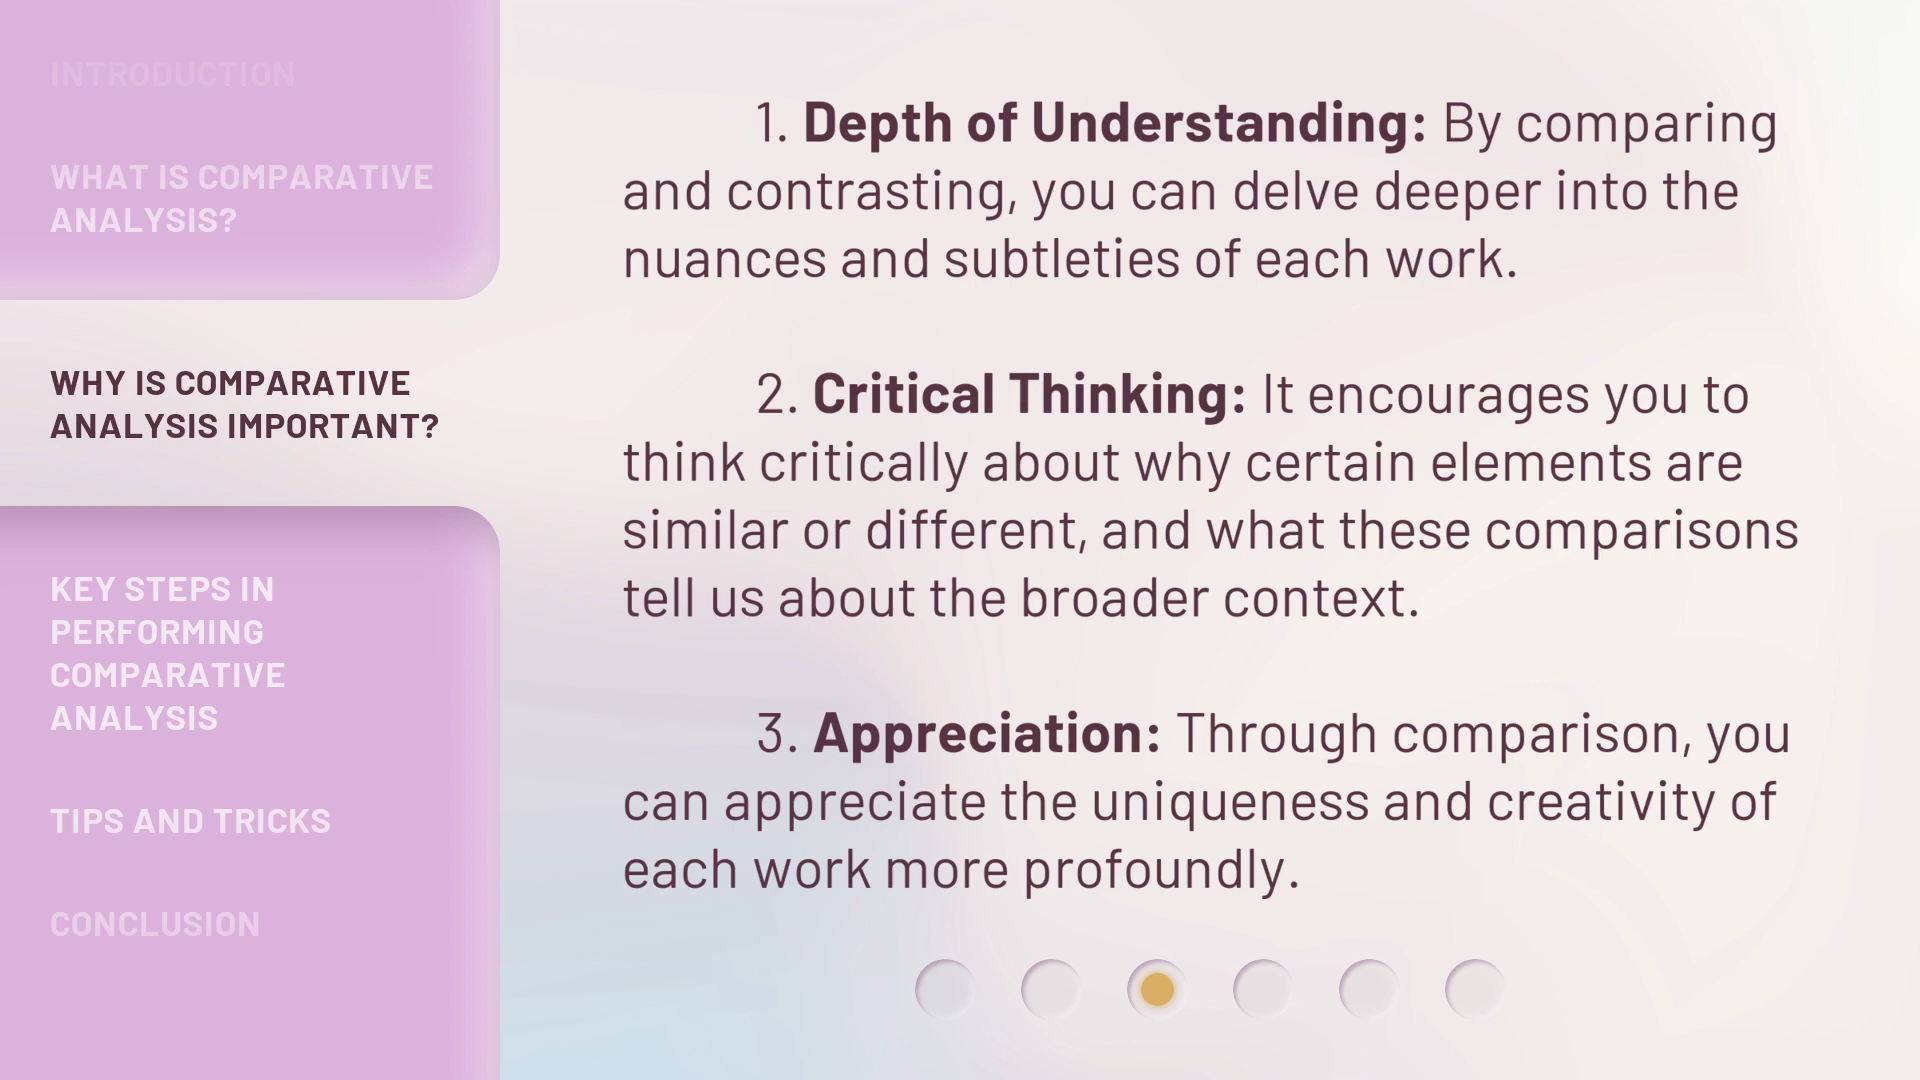 INTRODUCTION
WHAT IS COMPARATIVE
ANALYSIS?
WHY IS COMPARATIVE
ANALYSIS IMPORTANT?
KEY STEPS IN
PERFORMING
COMPARATIVE
ANALYSIS
TIPS AND TRICKS
CONCLUSION
1. Depth of Understanding: By comparing
and contrasting, you can delve deeper into the
nuances and subtleties of each work.
2. Critical Thinking: It encourages you to
think critically about why certain elements are
similar or different, and what these comparisons
tell us about the broader context.
3. Appreciation: Through comparison, you
can appreciate the uniqueness and creativity of
each work more profoundly.